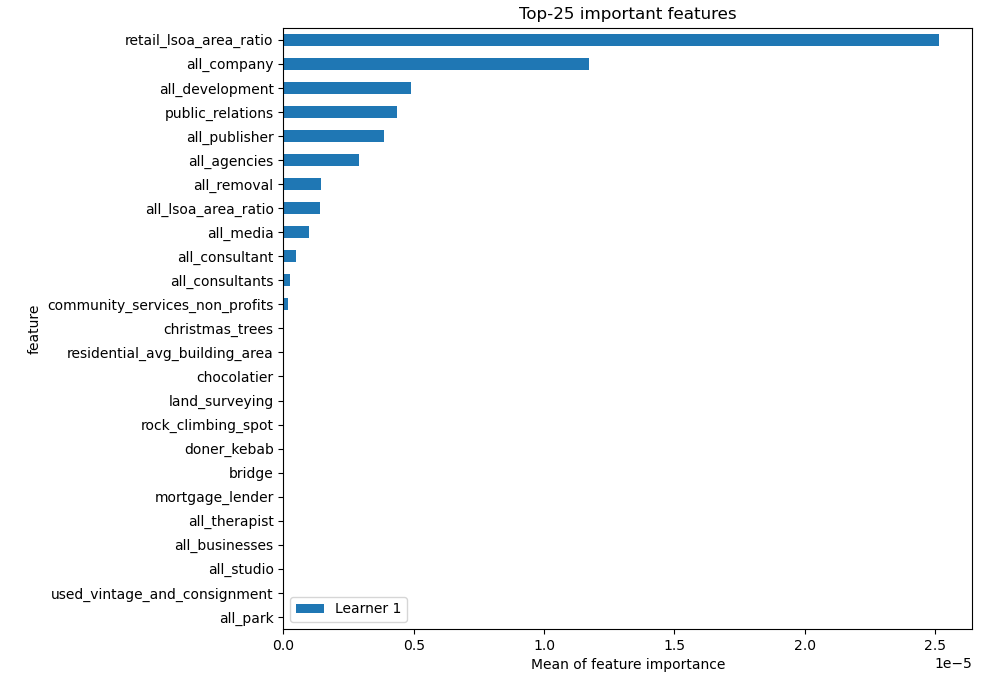 Top-25 important features
retail_lsoa_area_ratio
all_company
all_development
public_relations
all_publisher
all_agencies
all_removal
all_lsoa_area_ratio
all_media
all_consultant
all_consultants
community_services_non_profits
christmas_trees
residential_avg_building_area
chocolatier
land_surveying
rock_climbing_spot
doner_kebab
bridge
mortgage_lender
all_therapist
all_businesses
all_studio
used_vintage_and_consignment
all_park
feature
Learner 1
0.0 0.5 1.0 1.5 2.0 2.5
1e−5
Mean of feature importance